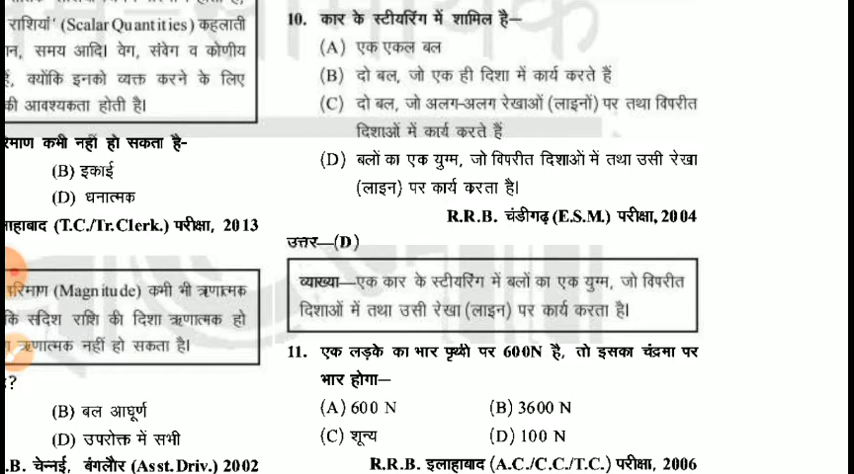 राशियां' (Scalar Quantities) कहलाती
समय आदि। वेग, संवेग व कोणीय
क्योंकि इनको व्यक्त करने के लिए
की आवश्यकता होती है।
कभी नहीं हो सकता है-
(B) इकाई
(D) धनात्मक
(T.C./Tr.Clerk.) परीक्षा, 2013
परिमाण (Magnitude) कभी भी ऋणात्मक
कि सदिश राशि की दिशा ऋणात्मक हो
ऋणात्मक नहीं हो सकता है।
?
(B) बल आघूर्ण
(D) उपरोक्त में सभी
.B. चेन्नई, बंगलौर (Asst.Driv.) 2002
10. कार के स्टीयरिंग में शामिल है—
(A) एक एकल बल
(B) दो बल, जो एक ही दिशा में कार्य करते हैं
(C) दो बल, जो अलग-अलग रेखाओं (लाइनों) पर तथा विपरीत
दिशाओं में कार्य करते हैं
(D) बलों का एक युग्म, जो विपरीत दिशाओं में तथा उसी रेखा
(लाइन) पर कार्य करता है।
R.R.B. चंडीगढ़ (E.S.M.) परीक्षा, 2004
उत्तर—(D)
व्याख्या—एक कार के स्टीयरिंग में बलों का एक युग्म, जो विपरीत
दिशाओं में तथा उसी रेखा (लाइन) पर कार्य करता है।
11. एक लड़के का भार पृथ्वी पर 600N है, तो इसका चंद्रमा पर
भार होगा—
(A) 600 N (B) 3600 N
(C) शून्य (D) 100 N
R.R.B. इलाहाबाद (A.C./C.C./T.C.) परीक्षा, 2006